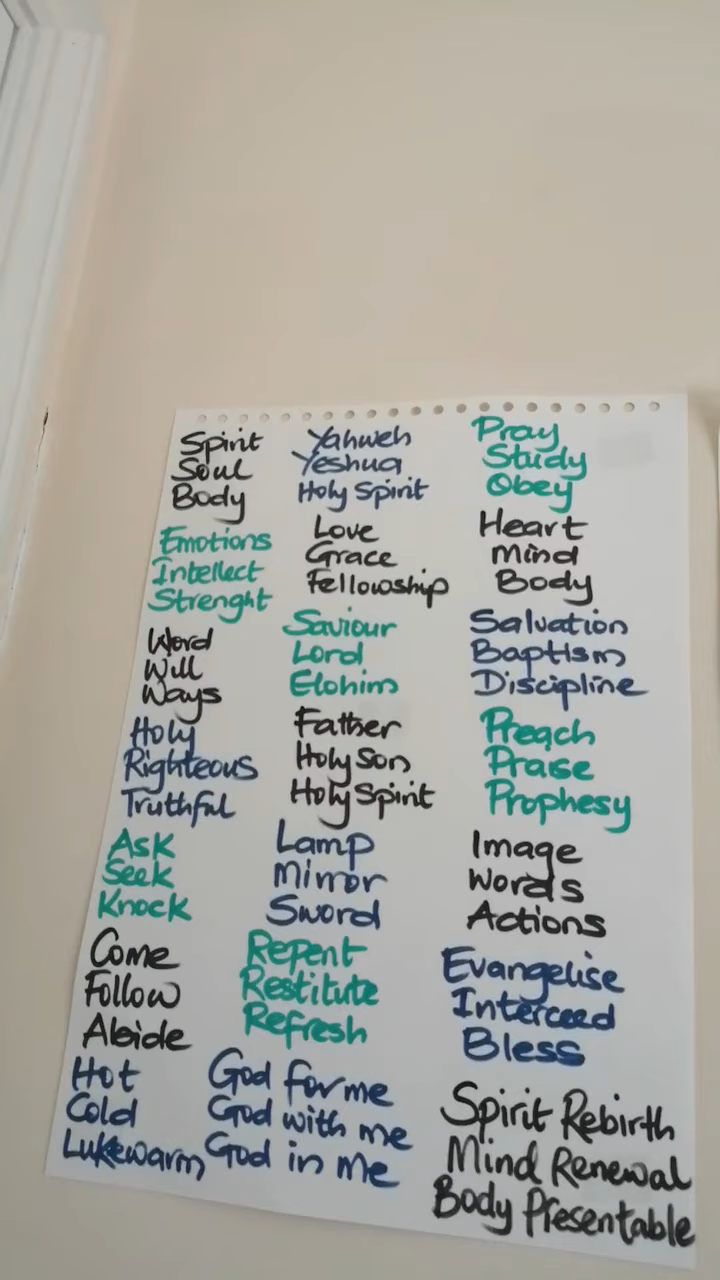 Spirit
Soul
Body
Emotions
Intellect
Strenght
Word
Will
Ways
Holy
Righteous
Truthful
Ask
Seek
Knock
Come
Follow
Abide
Hot
Cold
Lukewarm
Yahweh
Yeshua
Holy Spirit
Love
Grace
Fellowship
Saviour
Lord
Elohim
Father
Holy Son
Holy Spirit
Lamp
Mirror
Sword
Repent
Restitute
Refresh
God for me
God with me
God in me
Pray
Study
Obey
Heart
Mind
Body
Salvation
Baptism
Discipline
Preach
Praise
Prophesy
Image
Words
Actions
Evangelise
Interceed
Bless
Spirit Rebirth
Mind Renewal
Body Presentable